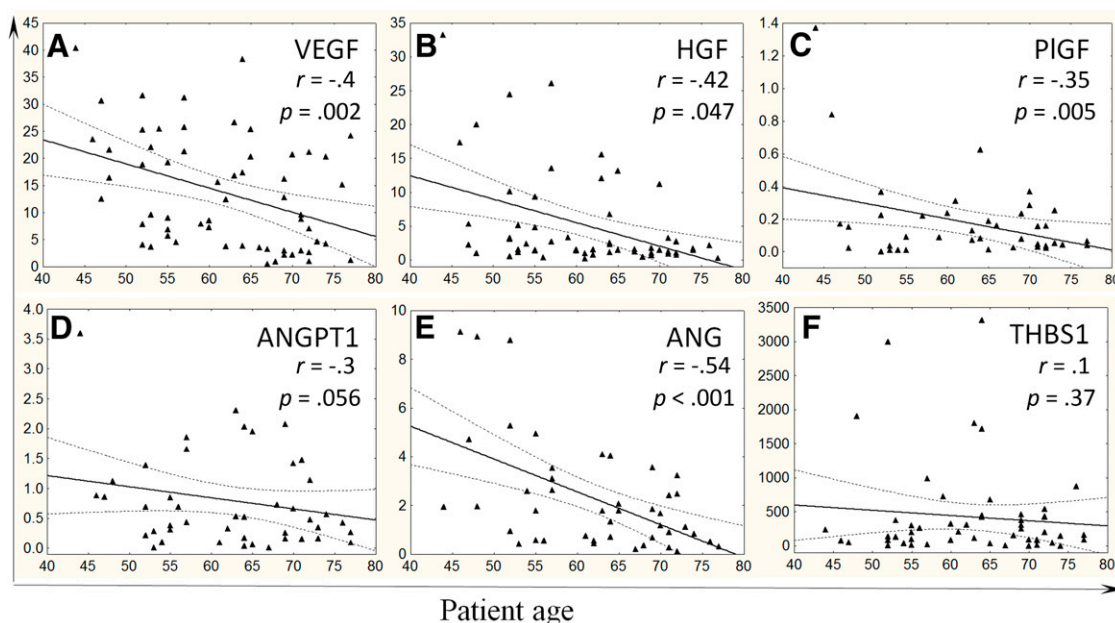 A
VEGF
r = -.4
p = .002
45
40
35
30
25
20
15
10
5
0
40 45 50 55 60 65 70 75 80
B
HGF
r = -.42
p = .047
35
30
25
20
15
10
5
0
40 45 50 55 60 65 70 75 80
C
PlGF
r = -.35
p = .005
1.4
1.2
1.0
0.8
0.6
0.4
0.2
0.0
40 45 50 55 60 65 70 75 80
D
ANGPT1
r = -.3
p = .056
4.0
3.5
3.0
2.5
2.0
1.5
1.0
0.5
0.0
40 45 50 55 60 65 70 75 80
E
ANG
r = -.54
p < .001
10
8
6
4
2
0
40 45 50 55 60 65 70 75 80
F
THBS1
r = .1
p = .37
3500
3000
2500
2000
1500
1000
500
0
40 45 50 55 60 65 70 75 80
Patient age